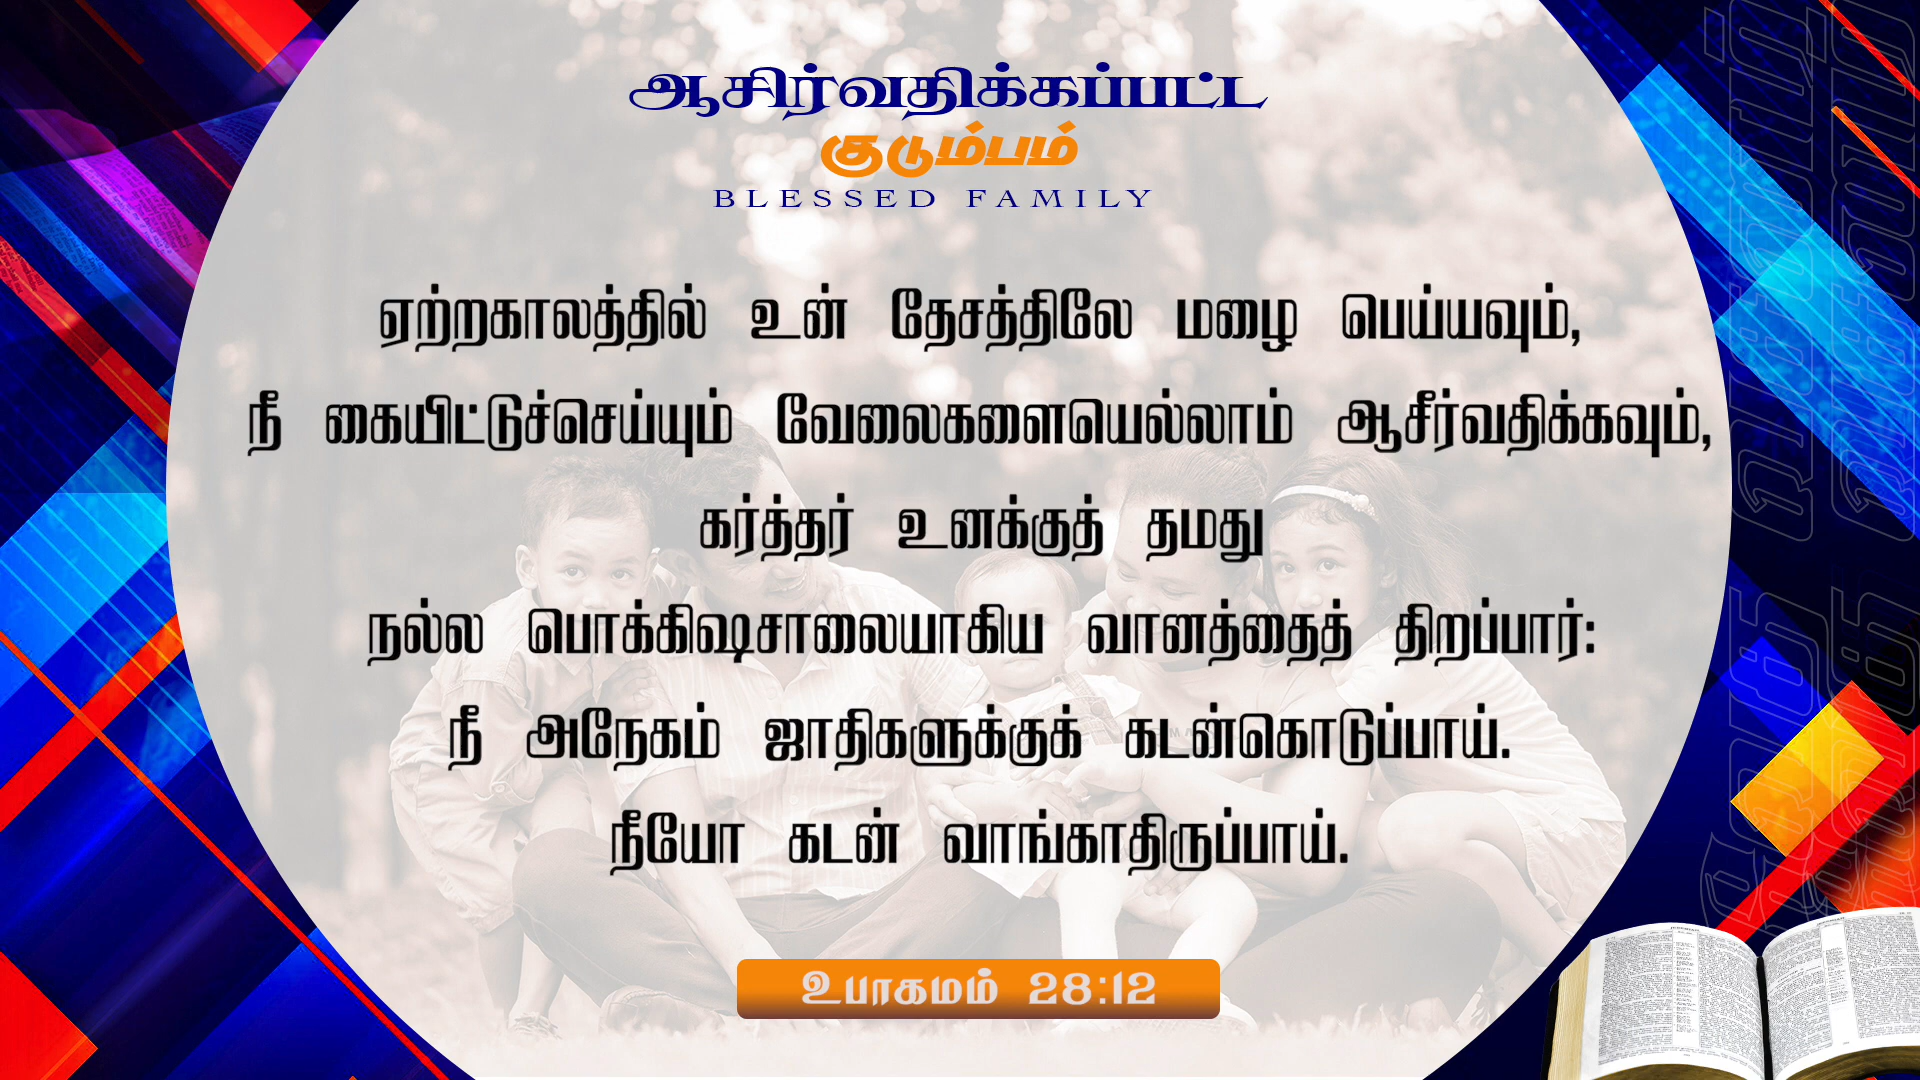 ஆசிர்வதிக்கப்பட்ட
குடும்பம்
BLESSED FAMILY
ஏற்றகாலத்தில் உன் தேசத்திலே மழை பெய்யவும்,
நீ கையிட்டுச்செய்யும் வேலைகளையெல்லாம் ஆசீர்வதிக்கவும்,
கர்த்தர் உனக்குத் தமது
நல்ல பொக்கிஷசாலையாகிய வானத்தைத் திறப்பார்:
நீ அநேகம் ஜாதிகளுக்குக் கடன்கொடுப்பாய்.
நீயோ கடன் வாங்காதிருப்பாய்.
உபாகமம் 28:12